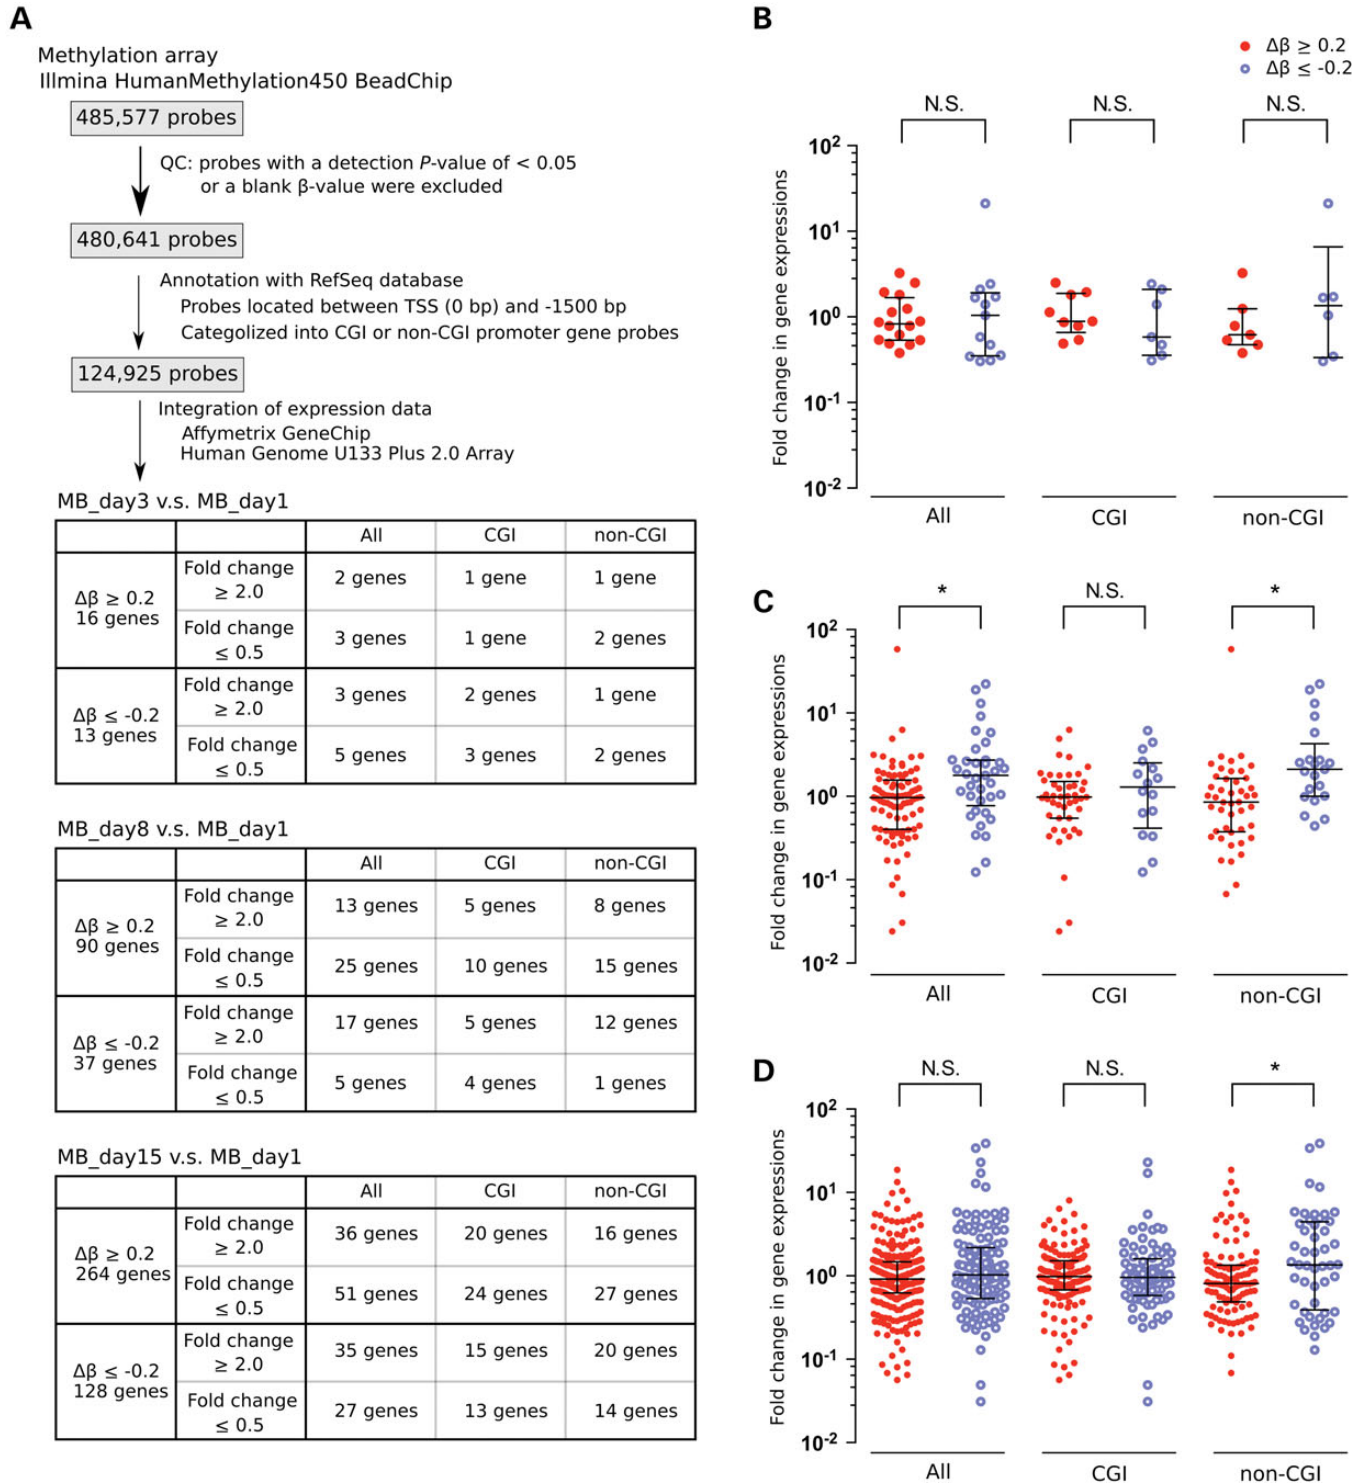 A
Methylation array
Illmina HumanMethylation450 BeadChip
485,577 probes
QC: probes with a detection P-value of < 0.05
or a blank β-value were excluded
480,641 probes
Annotation with RefSeq database
Probes located between TSS (0 bp) and -1500 bp
Categolized into CGI or non-CGI promoter gene probes
124,925 probes
Integration of expression data
Affymetrix GeneChip
Human Genome U133 Plus 2.0 Array
MB_day3 v.s. MB_day1
All CGI non-CGI
Δβ ≥ 0.2
16 genes
Fold change
≥ 2.0
2 genes 1 gene 1 gene
Fold change
≤ 0.5
3 genes 1 gene 2 genes
Δβ ≤ -0.2
13 genes
Fold change
≥ 2.0
3 genes 2 genes 1 gene
Fold change
≤ 0.5
5 genes 3 genes 2 genes
MB_day8 v.s. MB_day1
All CGI non-CGI
Δβ ≥ 0.2
90 genes
Fold change
≥ 2.0
13 genes 5 genes 8 genes
Fold change
≤ 0.5
25 genes 10 genes 15 genes
Δβ ≤ -0.2
37 genes
Fold change
≥ 2.0
17 genes 5 genes 12 genes
Fold change
≤ 0.5
5 genes 4 genes 1 genes
MB_day15 v.s. MB_day1
All CGI non-CGI
Δβ ≥ 0.2
264 genes
Fold change
≥ 2.0
36 genes 20 genes 16 genes
Fold change
≤ 0.5
51 genes 24 genes 27 genes
Δβ ≤ -0.2
128 genes
Fold change
≥ 2.0
35 genes 15 genes 20 genes
Fold change
≤ 0.5
27 genes 13 genes 14 genes
B
Δβ ≥ 0.2
Δβ ≤ -0.2
N.S. N.S. N.S.
Fold change in gene expressions
10²
10¹
10⁰
10⁻¹
10⁻²
All CGI non-CGI
C
* N.S. *
Fold change in gene expressions
10²
10¹
10⁰
10⁻¹
10⁻²
All CGI non-CGI
D
N.S. N.S. *
Fold change in gene expressions
10²
10¹
10⁰
10⁻¹
10⁻²
All CGI non-CGI